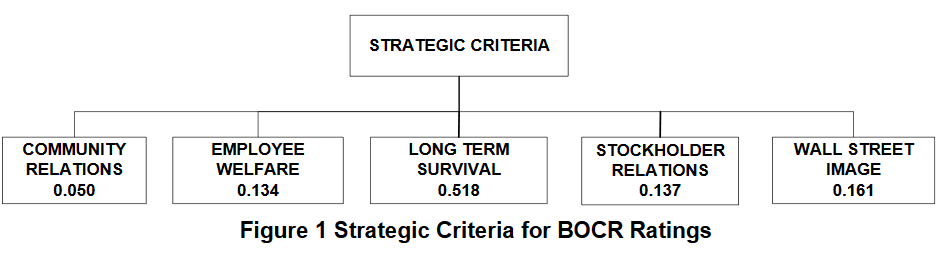 STRATEGIC CRITERIA
COMMUNITY
RELATIONS
0.050
EMPLOYEE
WELFARE
0.134
LONG TERM
SURVIVAL
0.518
STOCKHOLDER
RELATIONS
0.137
WALL STREET
IMAGE
0.161
Figure 1 Strategic Criteria for BOCR Ratings